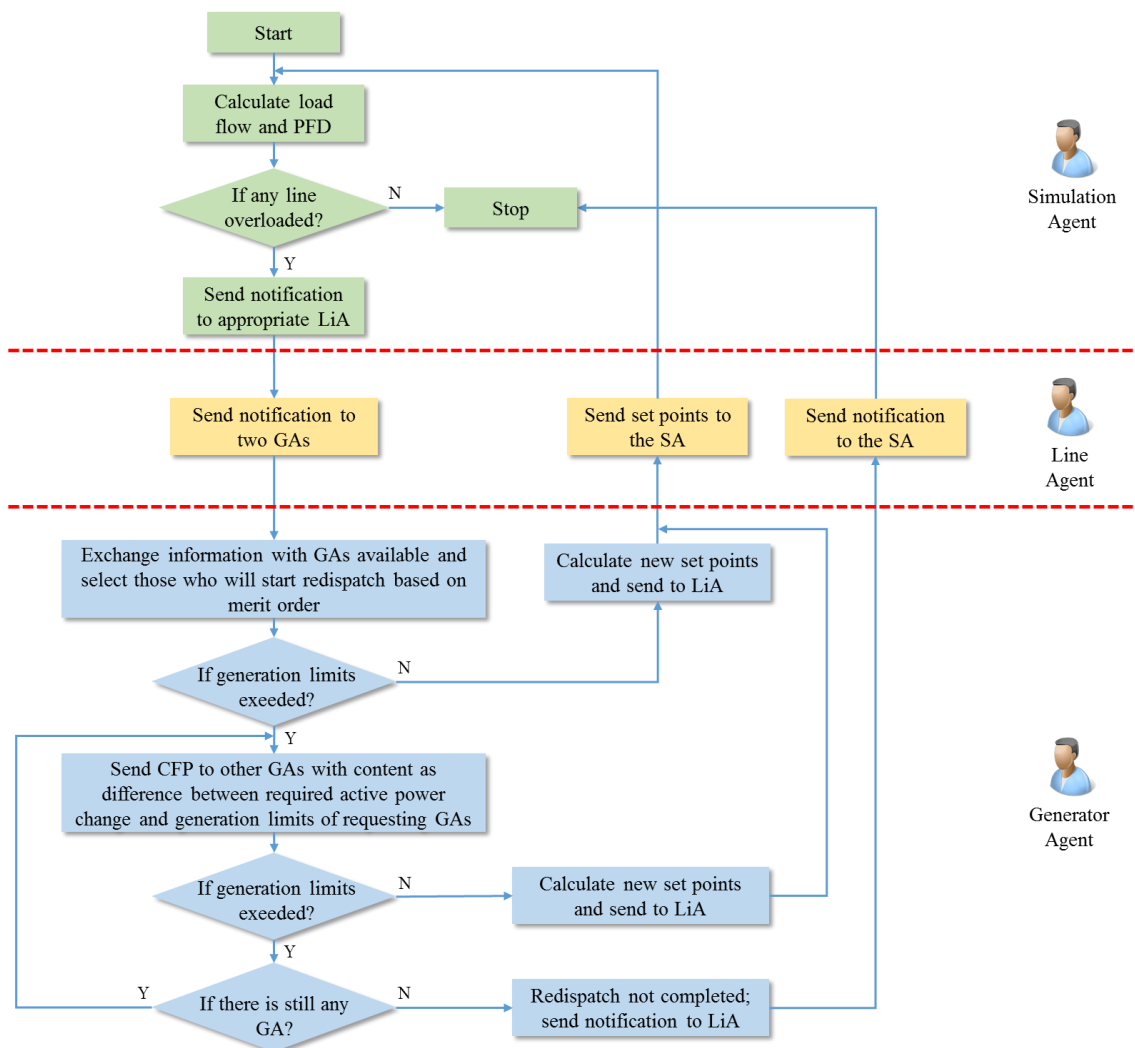 Start
Calculate load
flow and PFD
If any line
overloaded?
N
Stop
Y
Send notification
to appropriate LiA
Simulation
Agent
Send notification to
two GAs
Send set points to
the SA
Send notification
to the SA
Line
Agent
Exchange information with GAs available and
select those who will start redispatch based on
merit order
Calculate new set points
and send to LiA
If generation limits
exeeded?
N
Y
Send CFP to other GAs with content as
difference between required active power
change and generation limits of requesting GAs
If generation limits
exeeded?
N
Calculate new set points
and send to LiA
Y
If there is still any
GA?
Y
N
Redispatch not completed;
send notification to LiA
Generator
Agent